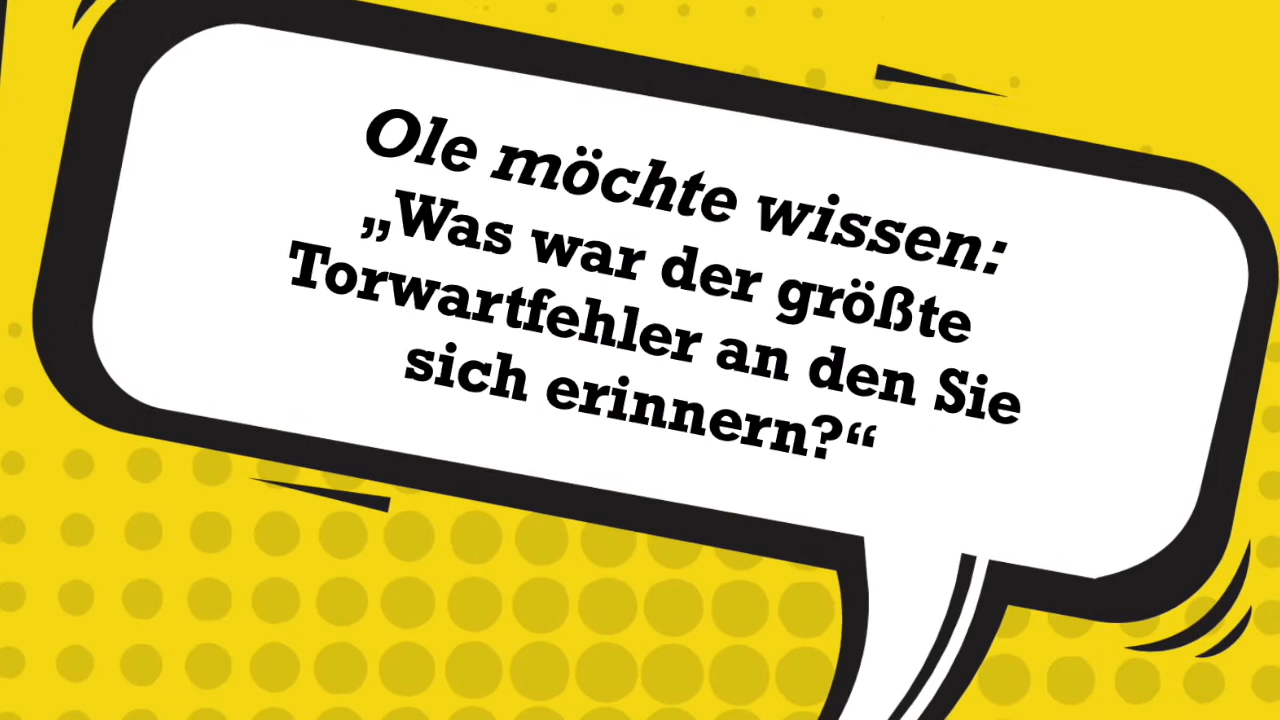 Ole möchte wissen:
„Was war der größte
Torwartfehler an den Sie
sich erinnern?“